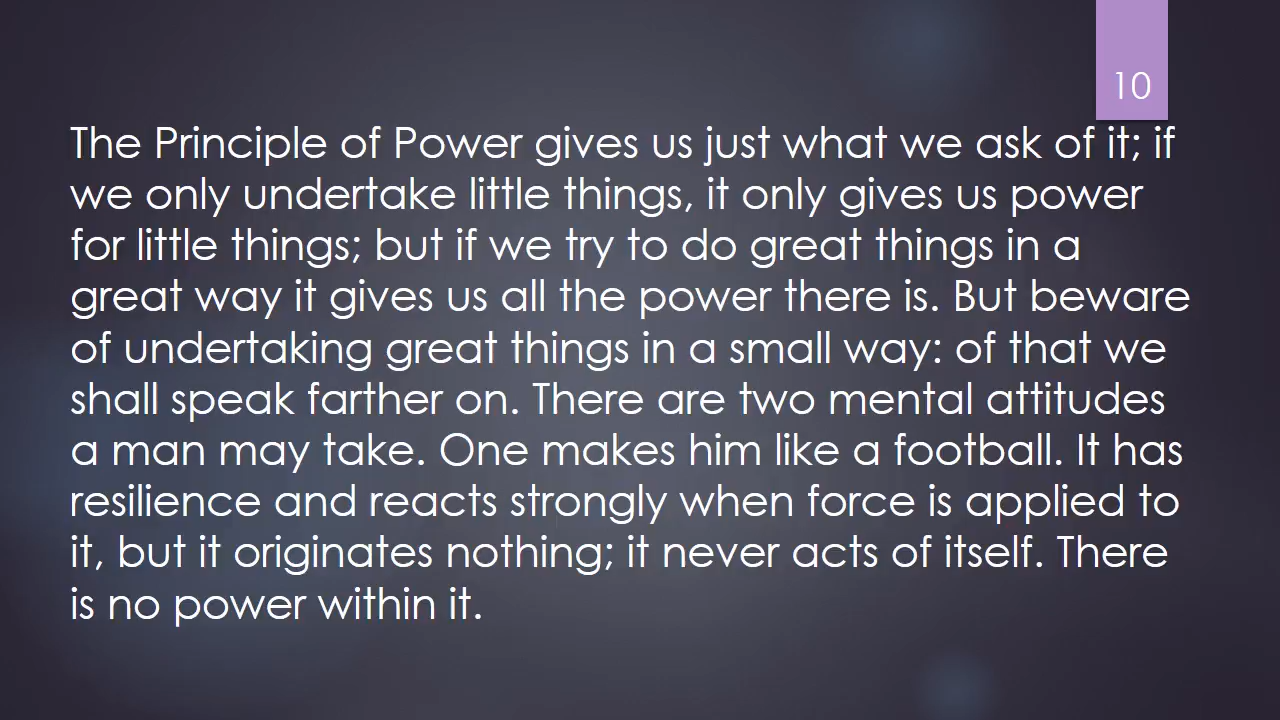 10
The Principle of Power gives us just what we ask of it; if
we only undertake little things, it only gives us power
for little things; but if we try to do great things in a
great way it gives us all the power there is. But beware
of undertaking great things in a small way: of that we
shall speak farther on. There are two mental attitudes
a man may take. One makes him like a football. It has
resilience and reacts strongly when force is applied to
it, but it originates nothing; it never acts of itself. There
is no power within it.